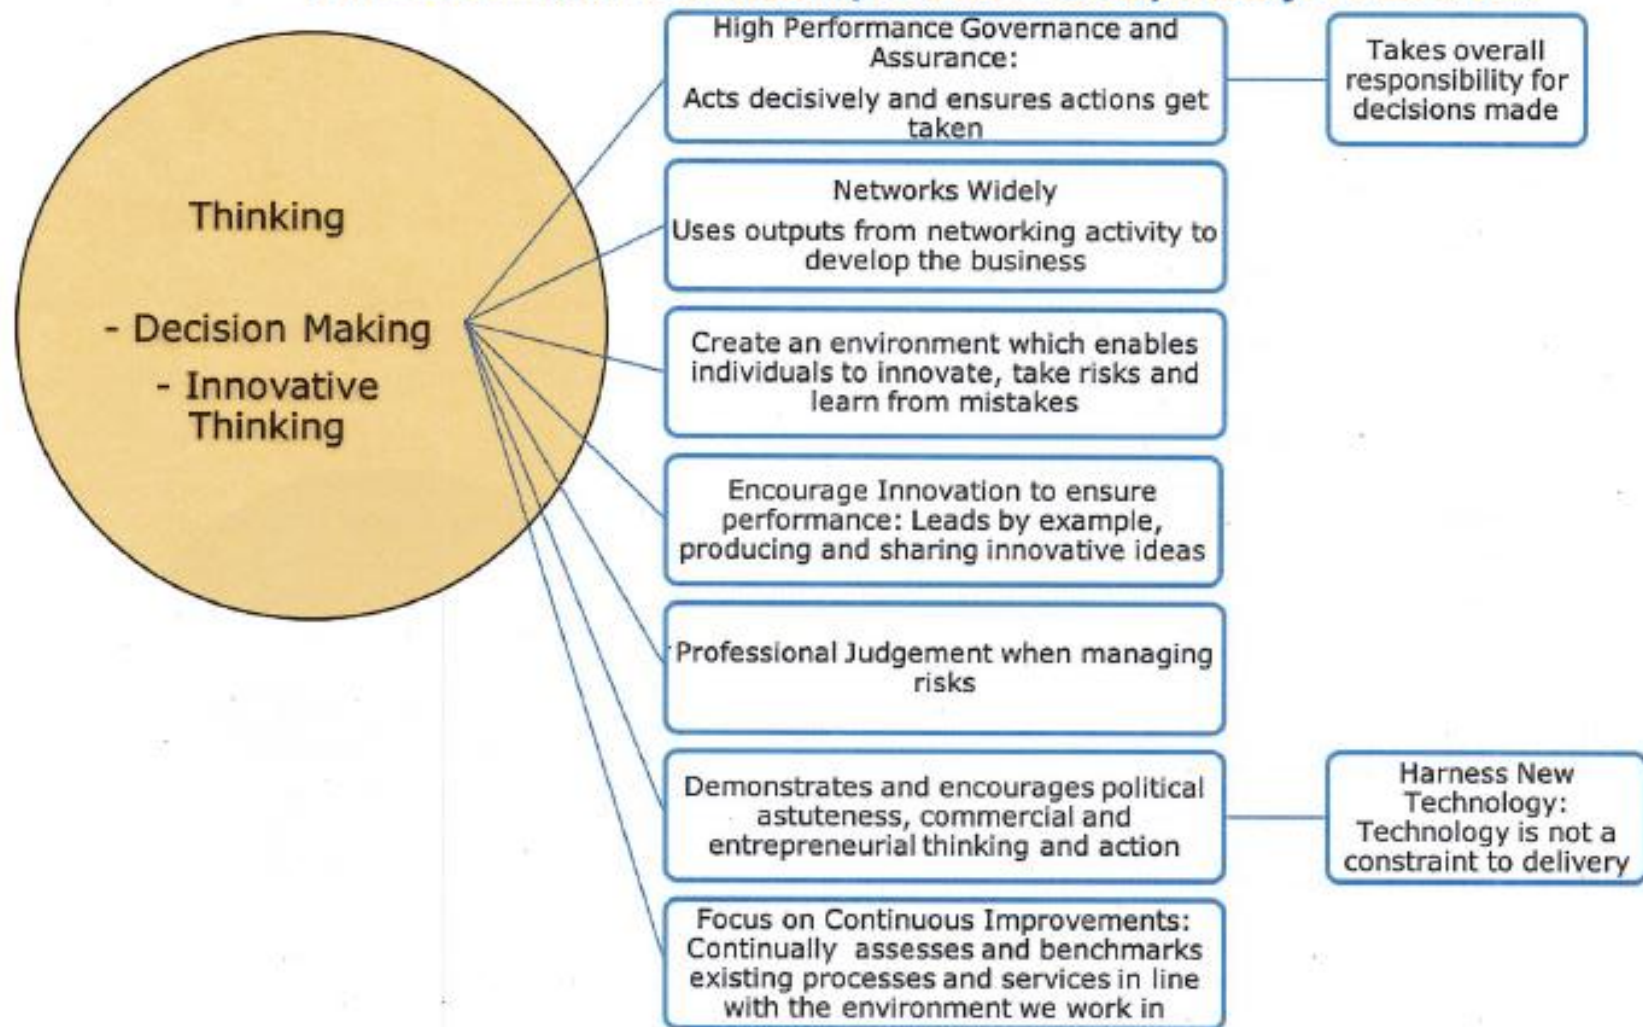 Thinking
- Decision Making
- Innovative
Thinking
High Performance Governance and
Assurance:
Acts decisively and ensures actions get
taken
Takes overall
responsibility for
decisions made
Networks Widely
Uses outputs from networking activity to
develop the business
Create an environment which enables
individuals to innovate, take risks and
learn from mistakes
Encourage Innovation to ensure
performance: Leads by example,
producing and sharing innovative ideas
Professional Judgement when managing
risks
Demonstrates and encourages political
astuteness, commercial and
entrepreneurial thinking and action
Harness New
Technology:
Technology is not a
constraint to delivery
Focus on Continuous Improvements:
Continually assesses and benchmarks
existing processes and services in line
with the environment we work in